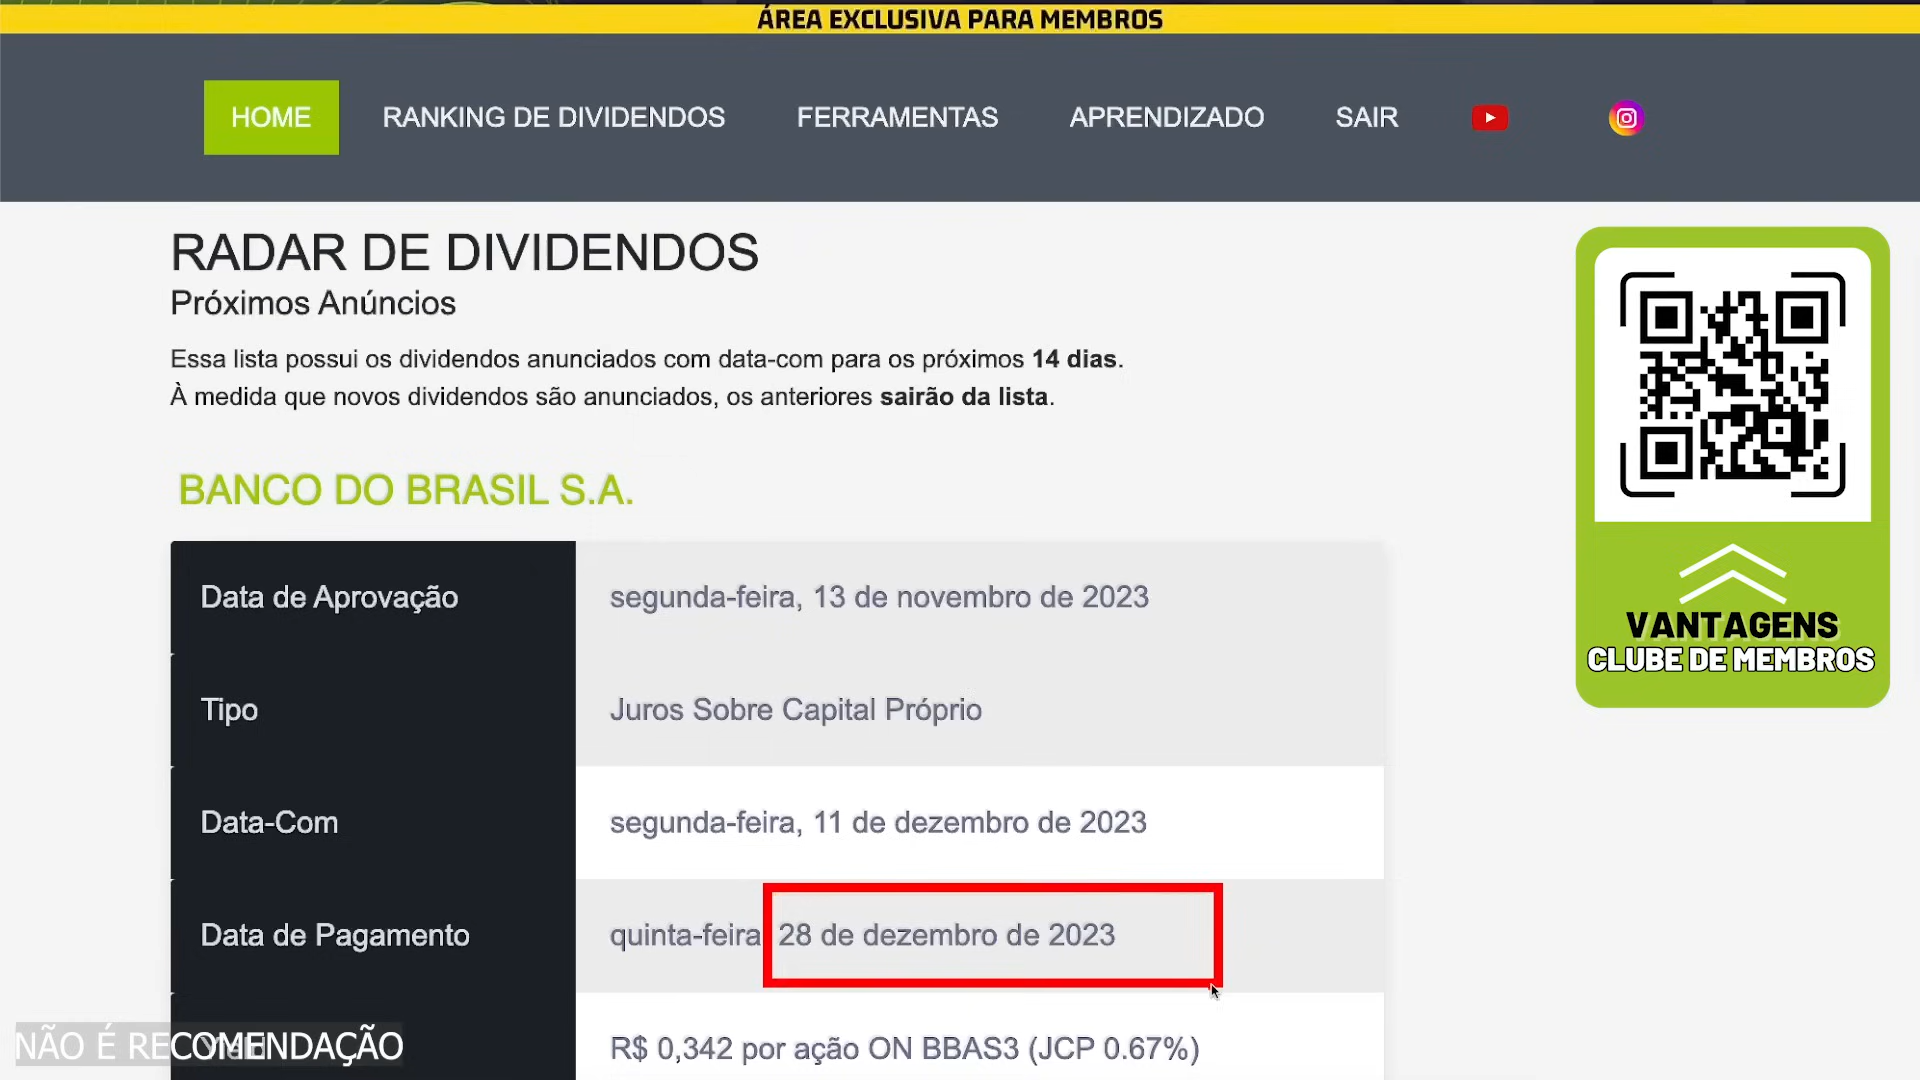 ÁREA EXCLUSIVA PARA MEMBROS
HOME RANKING DE DIVIDENDOS FERRAMENTAS APRENDIZADO SAIR
RADAR DE DIVIDENDOS
Próximos Anúncios
Essa lista possui os dividendos anunciados com data-com para os próximos 14 dias.
À medida que novos dividendos são anunciados, os anteriores sairão da lista.
BANCO DO BRASIL S.A.
Data de Aprovação segunda-feira, 13 de novembro de 2023
Tipo Juros Sobre Capital Próprio
Data-Com segunda-feira, 11 de dezembro de 2023
Data de Pagamento quinta-feira, 28 de dezembro de 2023
R$ 0,342 por ação ON BBAS3 (JCP 0.67%)
NÃO É RECOMENDAÇÃO
VANTAGENS
CLUBE DE MEMBROS